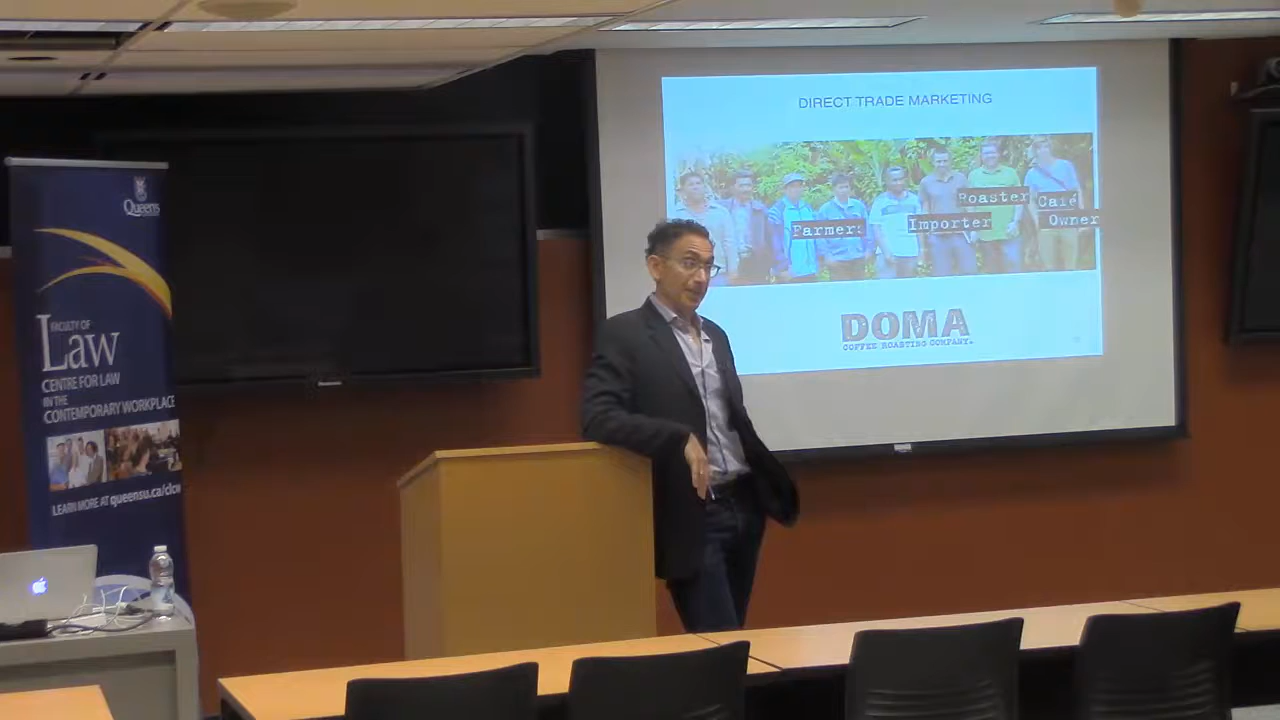 Queen's
FACULTY OF
Law
CENTRE FOR LAW
IN THE
CONTEMPORARY WORKPLACE
LEARN MORE AT queensu.ca/clcw
DIRECT TRADE MARKETING
Farmers
Importer
Roaster
Café
Owner
DOMA
COFFEE ROASTING COMPANY.